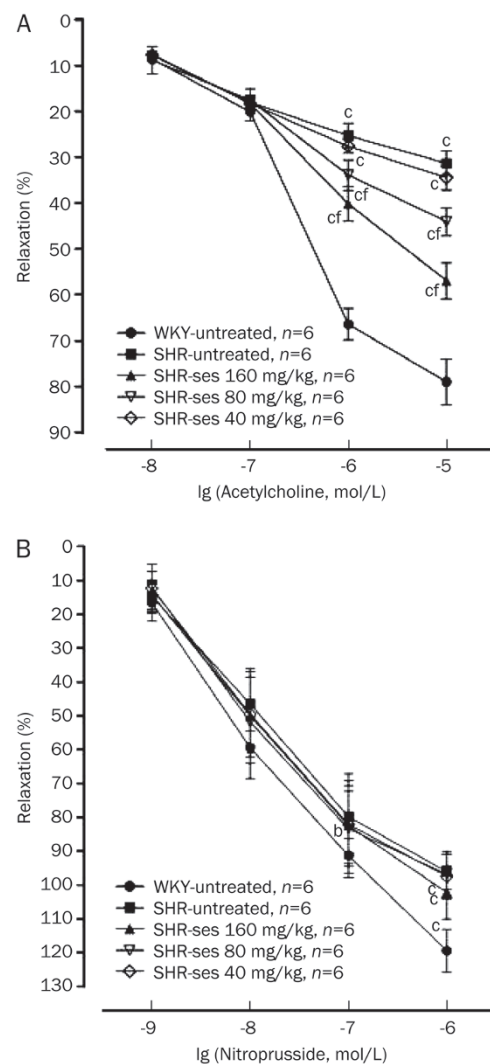 A
0
10
20
30
40
50
60
70
80
90
Relaxation (%)
c
c
c
cf
cf
c
c
cf
cf
WKY-untreated, n=6
SHR-untreated, n=6
SHR-ses 160 mg/kg, n=6
SHR-ses 80 mg/kg, n=6
SHR-ses 40 mg/kg, n=6
-8 -7 -6 -5
lg (Acetylcholine, mol/L)
B
0
10
20
30
40
50
60
70
80
90
100
110
120
130
Relaxation (%)
b
c
c
c
WKY-untreated, n=6
SHR-untreated, n=6
SHR-ses 160 mg/kg, n=6
SHR-ses 80 mg/kg, n=6
SHR-ses 40 mg/kg, n=6
-9 -8 -7 -6
lg (Nitroprusside, mol/L)